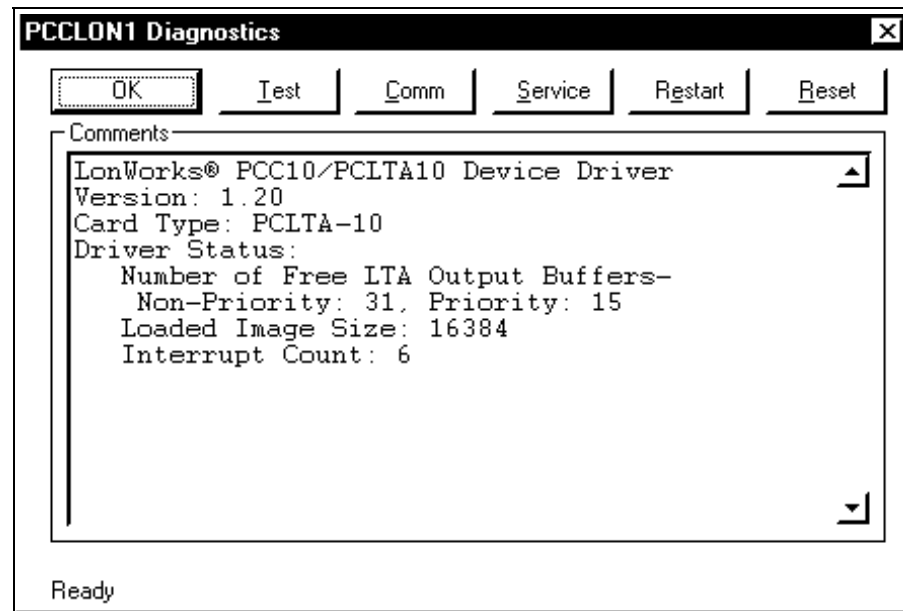 PCCLON1 Diagnostics
OK Test Comm Service Restart Reset
Comments
LonWorks® PCC10/PCLTA10 Device Driver
Version: 1.20
Card Type: PCLTA-10
Driver Status:
Number of Free LTA Output Buffers-
Non-Priority: 31, Priority: 15
Loaded Image Size: 16384
Interrupt Count: 6
Ready